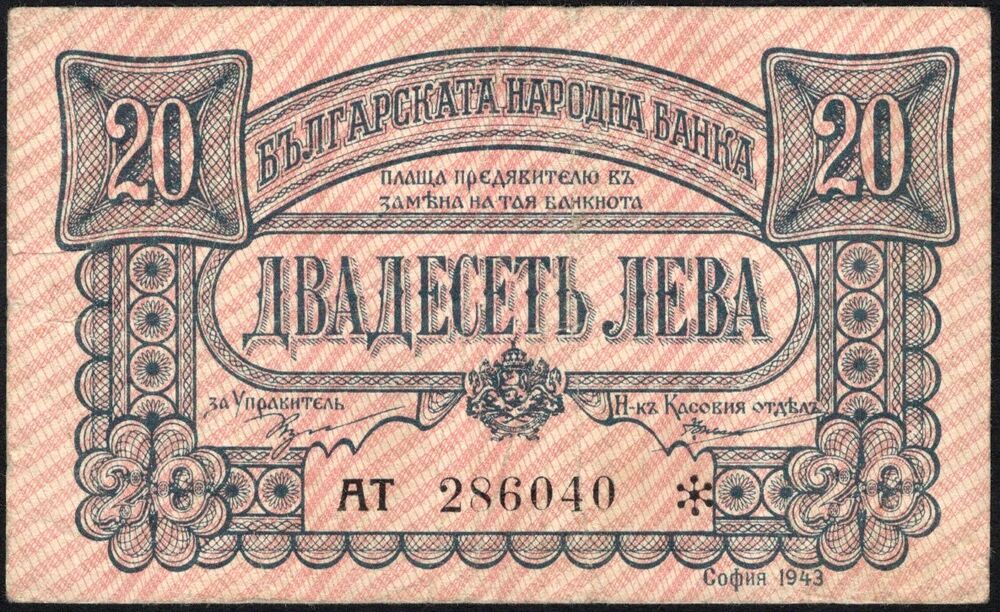 20
БЪЛГАРСКАТА НАРОДНА БАНКА
20
ПЛАЩА ПРЕДЯВИТЕЛЮ ВЪ
ЗАМѢНА НА ТАЯ БАНКНОТА
ДВАДЕСЕТЬ ЛЕВА
за Управитель
Н-къ Касовия отдѣлъ
20
АТ 286040 *
20
София 1943